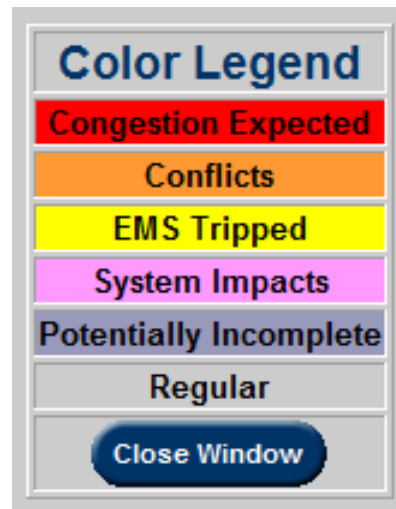 Color Legend
Congestion Expected
Conflicts
EMS Tripped
System Impacts
Potentially Incomplete
Regular
Close Window